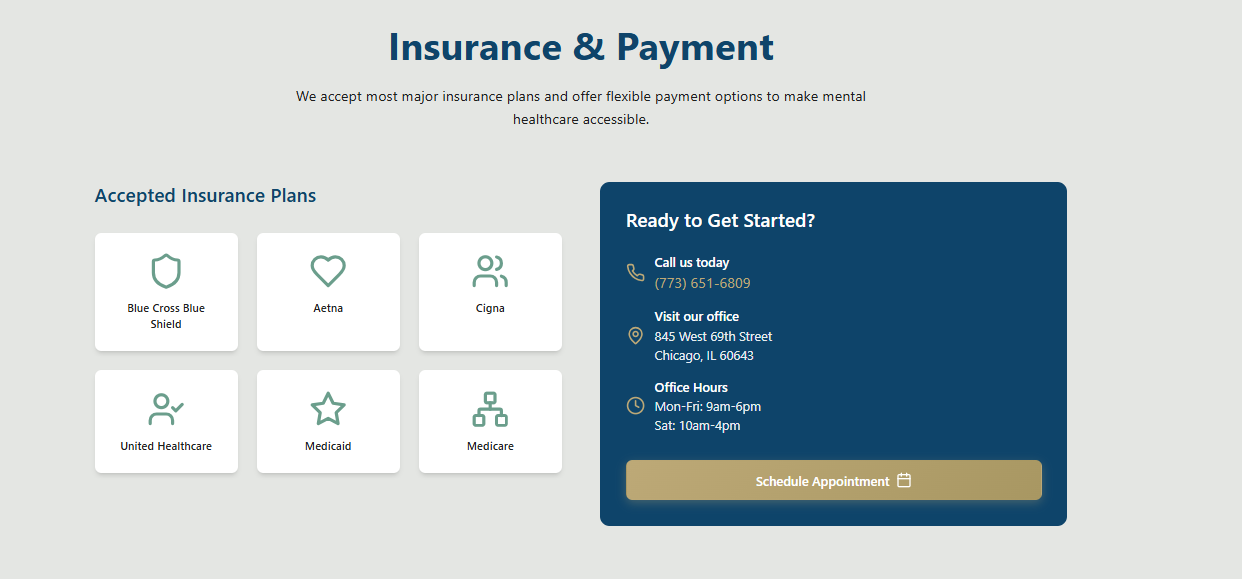 Insurance & Payment
We accept most major insurance plans and offer flexible payment options to make mental
healthcare accessible.
Accepted Insurance Plans
Blue Cross Blue
Shield
Aetna
Cigna
United Healthcare
Medicaid
Medicare
Ready to Get Started?
Call us today
(773) 651-6809
Visit our office
845 West 69th Street
Chicago, IL 60643
Office Hours
Mon-Fri: 9am-6pm
Sat: 10am-4pm
Schedule Appointment